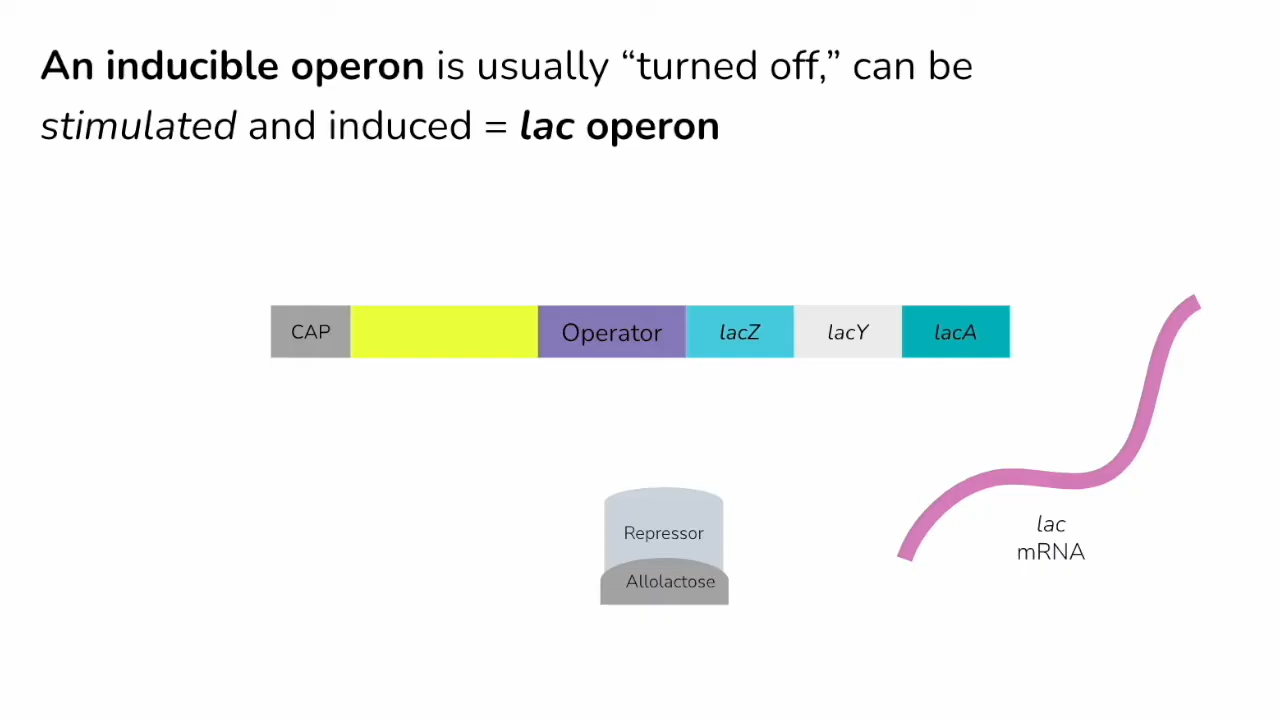 An inducible operon is usually “turned off,” can be
stimulated and induced = lac operon
CAP
Operator
lacZ
lacY
lacA
Repressor
Allolactose
lac
mRNA